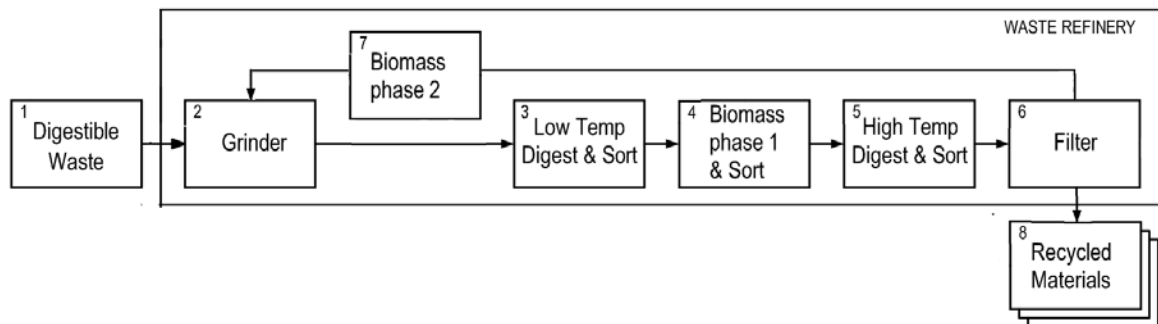 WASTE REFINERY
7
Biomass
phase 2
1
Digestible
Waste
2
Grinder
3
Low Temp
Digest & Sort
4
Biomass
phase 1
& Sort
5
High Temp
Digest & Sort
6
Filter
8
Recycled
Materials